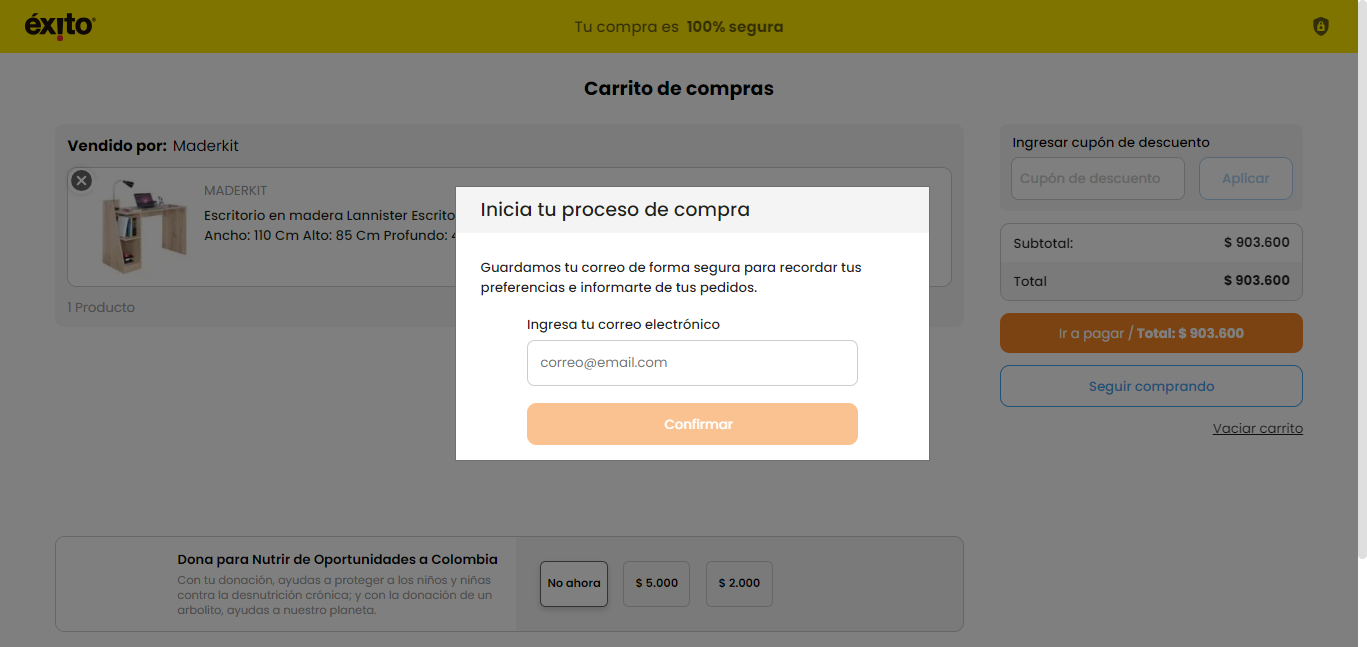 éxito
Tu compra es 100% segura
Carrito de compras
Vendido por: Maderkit
MADERKIT
Escritorio en madera Lannister Escrito
Ancho: 110 Cm Alto: 85 Cm Profundo:
1 Producto
Inicia tu proceso de compra
Guardamos tu correo de forma segura para recordar tus
preferencias e informarte de tus pedidos.
Ingresa tu correo electrónico
correo@email.com
Confirmar
Ingresar cupón de descuento
Cupón de descuento Aplicar
Subtotal: $ 903.600
Total $ 903.600
Ir a pagar / Total: $ 903.600
Seguir comprando
Vaciar carrito
Dona para Nutrir de Oportunidades a Colombia
Con tu donación, ayudas a proteger a los niños y niñas
contra la desnutrición crónica; y con la donación de un
arbolito, ayudas a nuestro planeta.
No ahora $ 5.000 $ 2.000